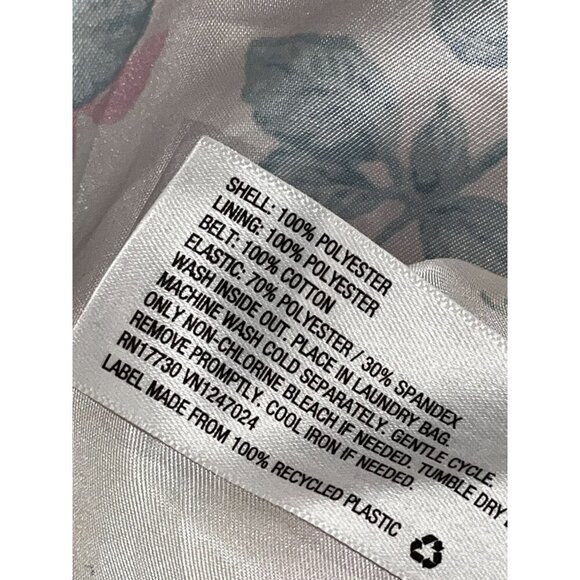 SHELL: 100% POLYESTER
LINING: 100% POLYESTER
BELT: 100% COTTON
ELASTIC: 70% POLYESTER / 30% SPANDEX
WASH INSIDE OUT. PLACE IN LAUNDRY BAG.
MACHINE WASH COLD SEPARATELY. GENTLE CYCLE.
ONLY NON-CHLORINE BLEACH IF NEEDED. TUMBLE DRY
REMOVE PROMPTLY. COOL IRON IF NEEDED.
RN17730 VN1247024
LABEL MADE FROM 100% RECYCLED PLASTIC